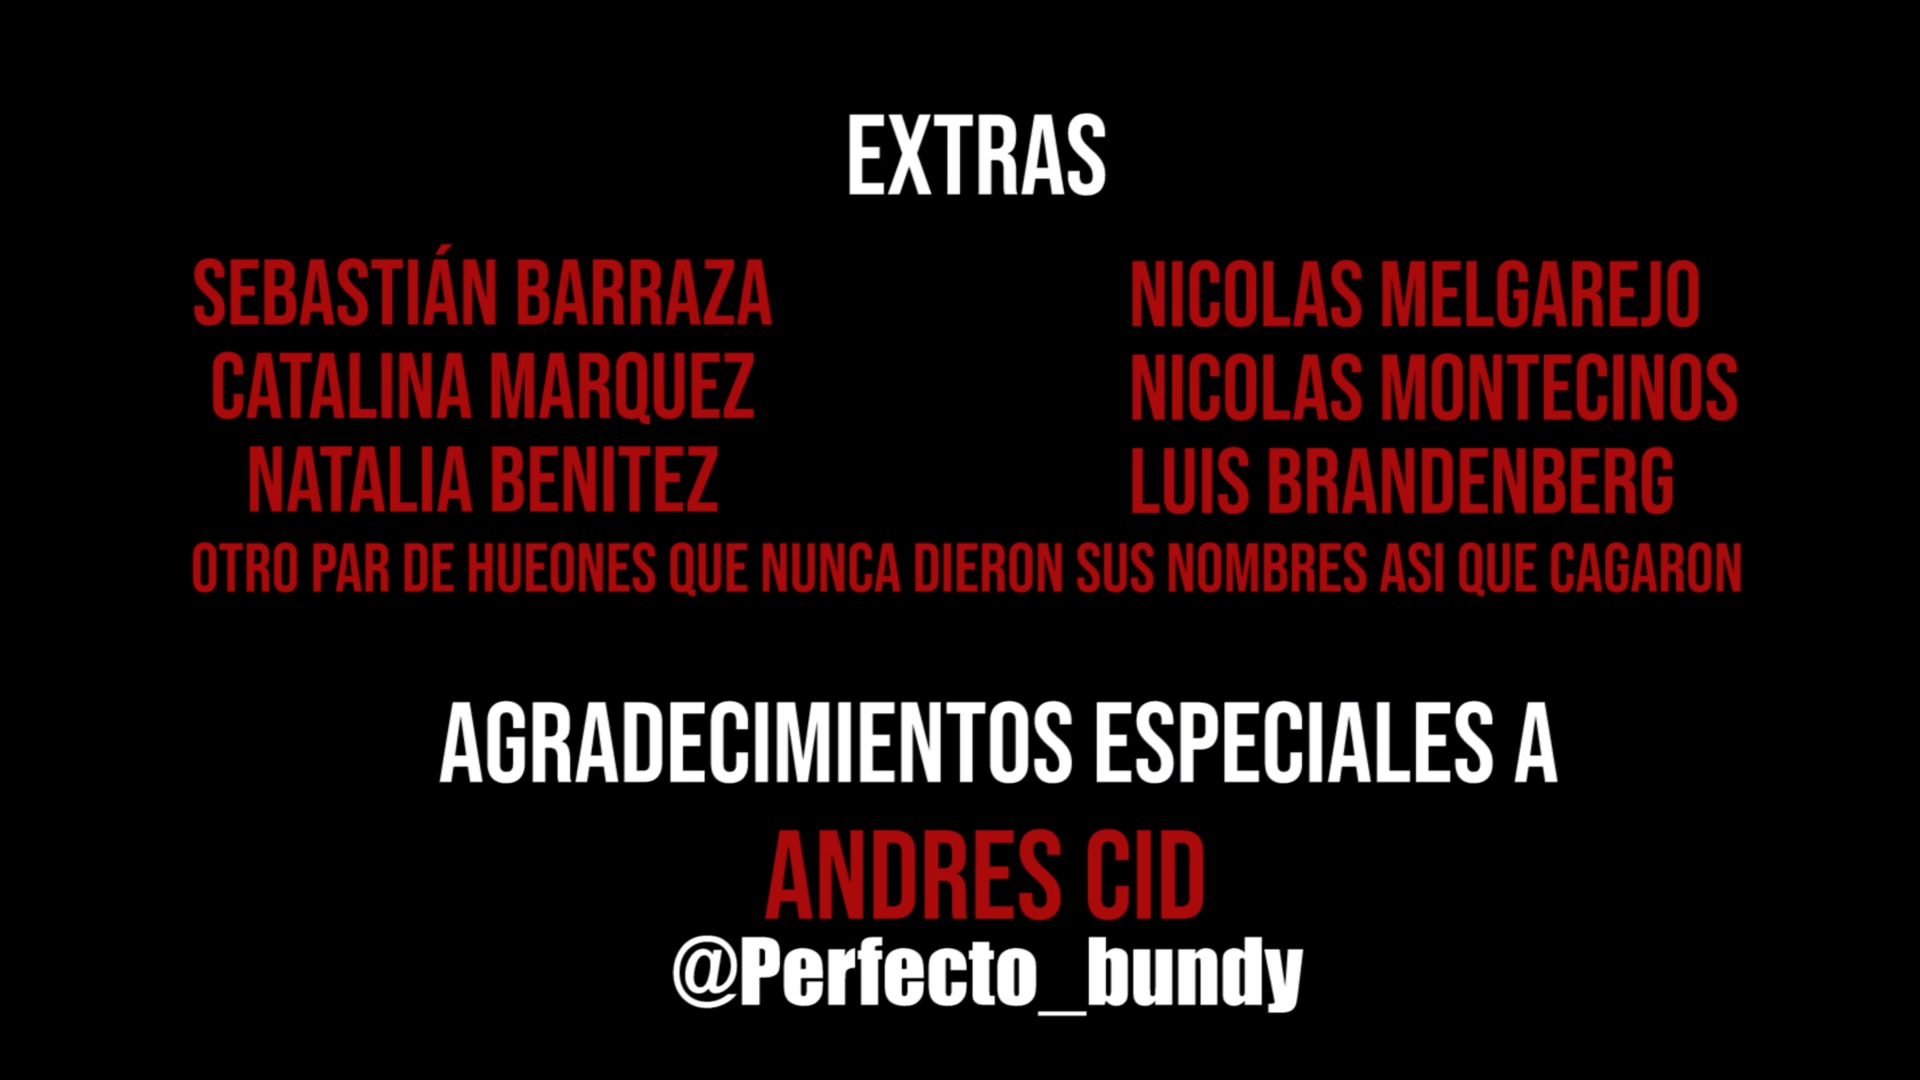 EXTRAS
SEBASTIÁN BARRAZA
NICOLAS MELGAREJO
CATALINA MARQUEZ
NICOLAS MONTECINOS
NATALIA BENITEZ
LUIS BRANDENBERG
OTRO PAR DE HUEONES QUE NUNCA DIERON SUS NOMBRES ASI QUE CAGARON
AGRADECIMIENTOS ESPECIALES A
ANDRES CID
@Perfecto_bundy